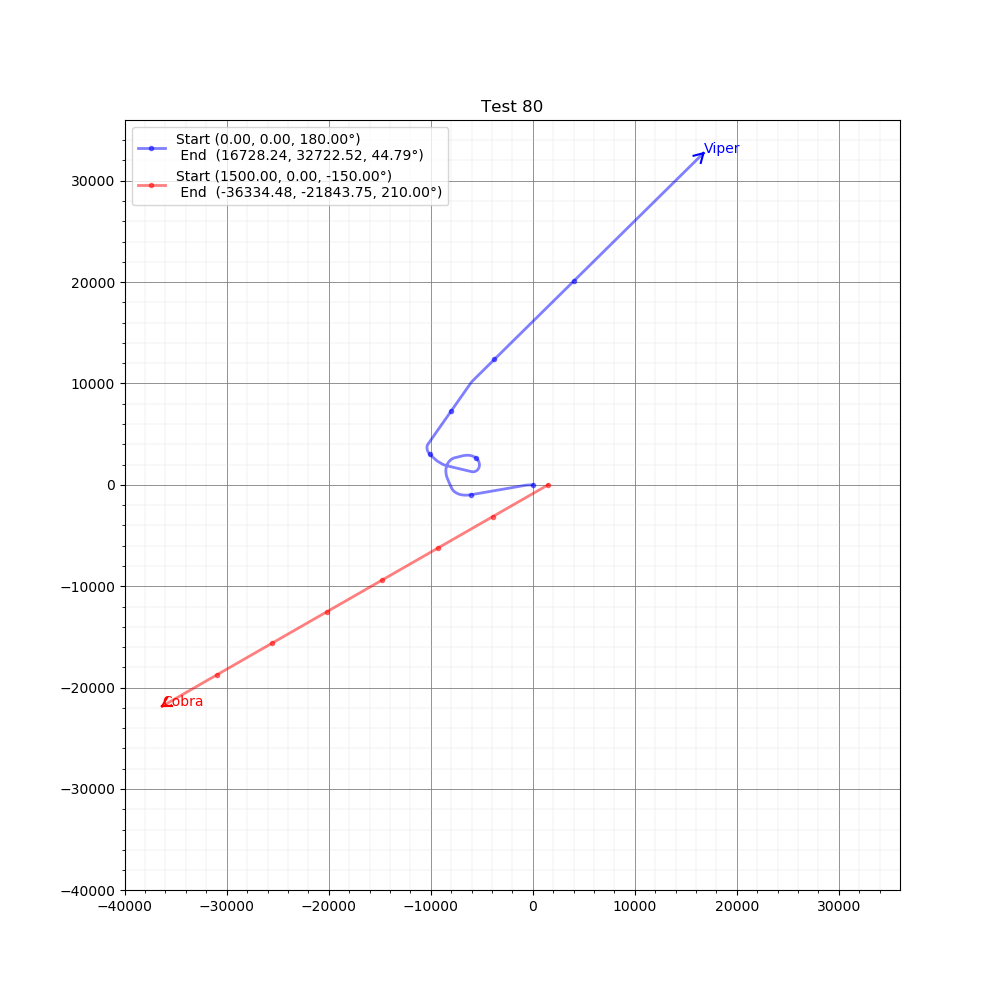 Test 80
Start (0.00, 0.00, 180.00°)
End (16728.24, 32722.52, 44.79°)
Start (1500.00, 0.00, -150.00°)
End (-36334.48, -21843.75, 210.00°)
Viper
Cobra
30000
20000
10000
0
−10000
−20000
−30000
−40000
−40000 −30000 −20000 −10000 0 10000 20000 30000